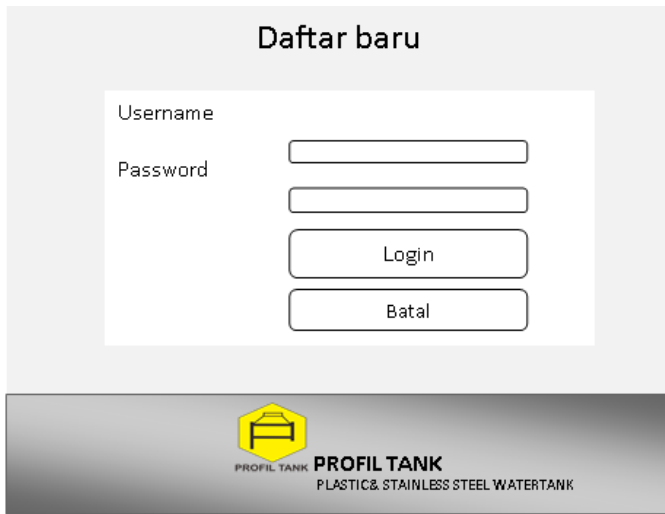 Daftar baru
Username
Password
Login
Batal
PROFIL TANK
PROFIL TANK
PLASTIC& STAINLESS STEEL WATERTANK